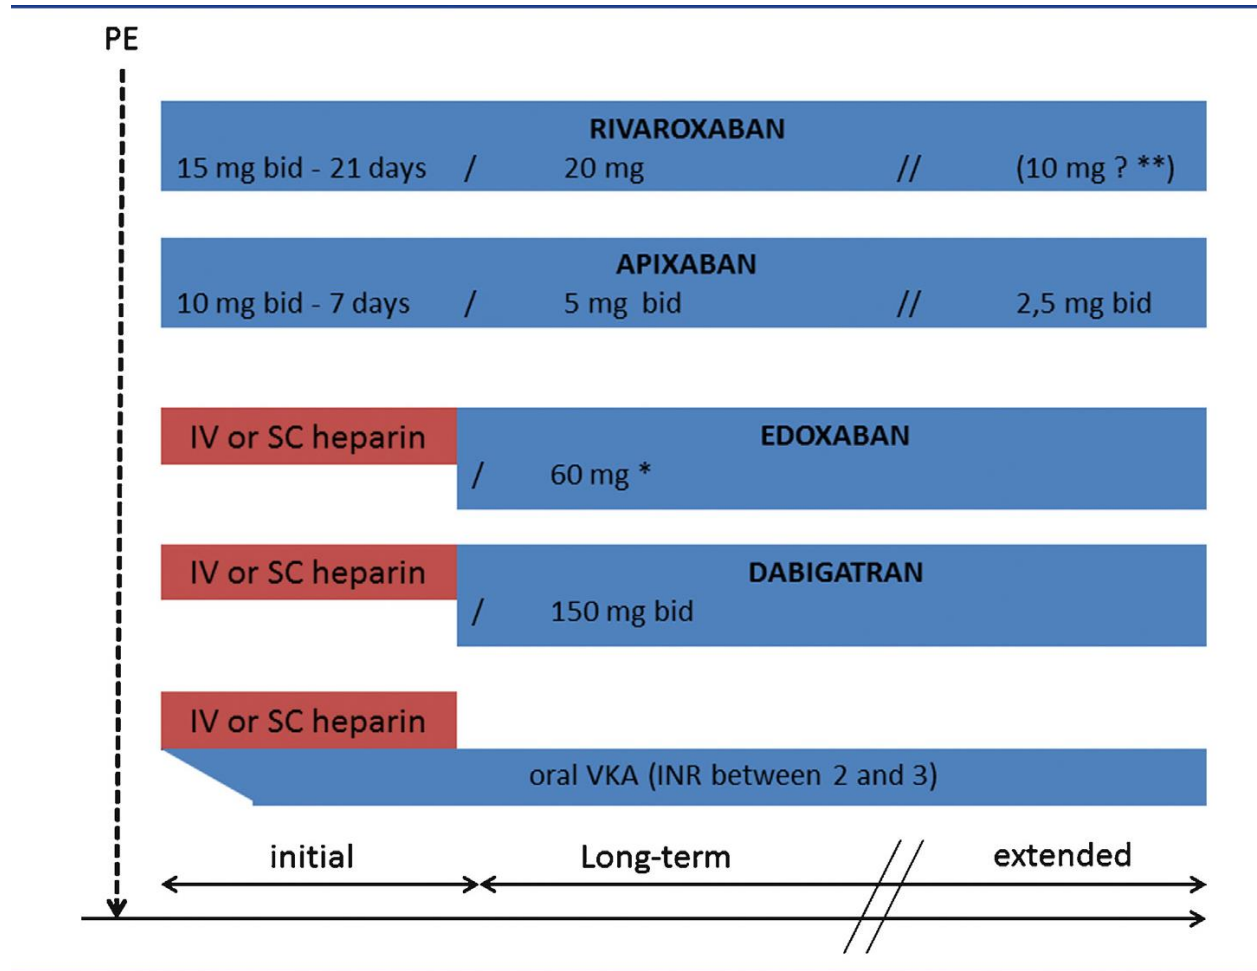 PE
RIVAROXABAN
15 mg bid - 21 days / 20 mg // (10 mg ? **)
APIXABAN
10 mg bid - 7 days / 5 mg bid // 2,5 mg bid
IV or SC heparin EDOXABAN
/ 60 mg *
IV or SC heparin DABIGATRAN
/ 150 mg bid
IV or SC heparin
oral VKA (INR between 2 and 3)
initial Long-term extended